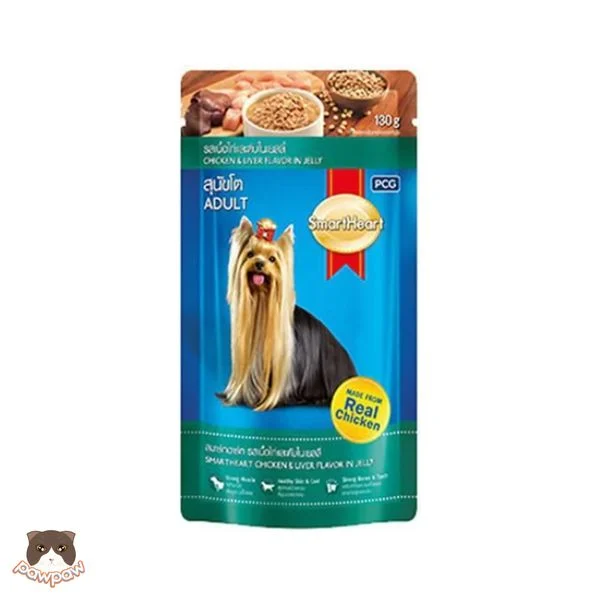 130 g
รสเนื้อไก่และตับในเยลลี่
CHICKEN & LIVER FLAVOR IN JELLY
สุนัขโต
ADULT
PCG
SmartHeart
MADE FROM
Real
Chicken
สมาร์ทฮาร์ท รสเนื้อไก่และตับในเยลลี่
SMARTHEART CHICKEN & LIVER FLAVOR IN JELLY
Strong Muscle
Healthy Skin & Coat
Strong Bones & Teeth
pawpaw